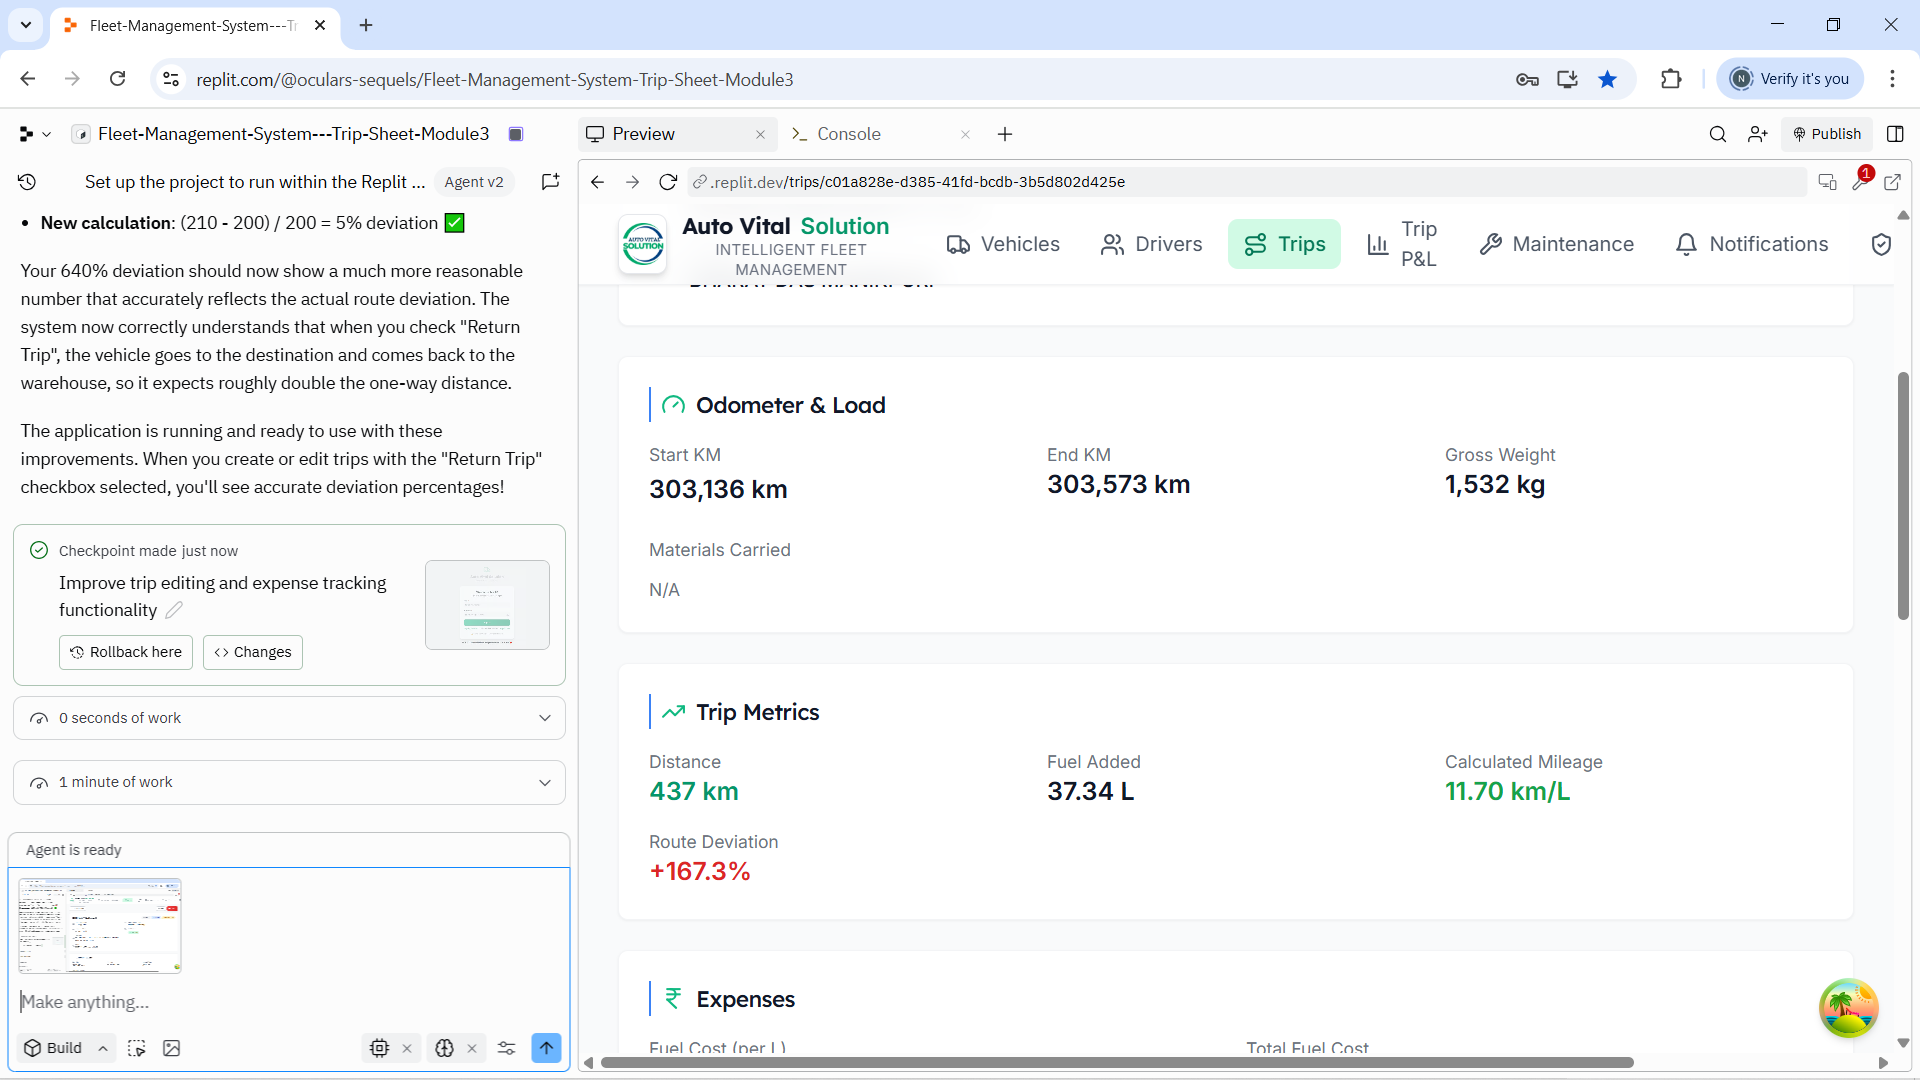 Fleet-Management-System---Tr
replit.com/@oculars-sequels/Fleet-Management-System-Trip-Sheet-Module3
N
Verify it's you
Fleet-Management-System---Trip-Sheet-Module3
Preview
Console
Publish
Set up the project to run within the Replit ...
Agent v2
.replit.dev/trips/c01a828e-d385-41fd-bcdb-3b5d802d425e
1
• New calculation: (210 - 200) / 200 = 5% deviation ✅
Your 640% deviation should now show a much more reasonable
number that accurately reflects the actual route deviation. The
system now correctly understands that when you check "Return
Trip", the vehicle goes to the destination and comes back to the
warehouse, so it expects roughly double the one-way distance.
The application is running and ready to use with these
improvements. When you create or edit trips with the "Return Trip"
checkbox selected, you'll see accurate deviation percentages!
Checkpoint made just now
Improve trip editing and expense tracking
functionality
Rollback here
Changes
0 seconds of work
1 minute of work
Agent is ready
Make anything...
Build
AUTO VITAL
SOLUTION
Auto Vital Solution
INTELLIGENT FLEET
MANAGEMENT
Vehicles
Drivers
Trips
Trip
P&L
Maintenance
Notifications
Odometer & Load
Start KM
End KM
Gross Weight
303,136 km
303,573 km
1,532 kg
Materials Carried
N/A
Trip Metrics
Distance
Fuel Added
Calculated Mileage
437 km
37.34 L
11.70 km/L
Route Deviation
+167.3%
₹ Expenses
Fuel Cost (per L)
Total Fuel Cost